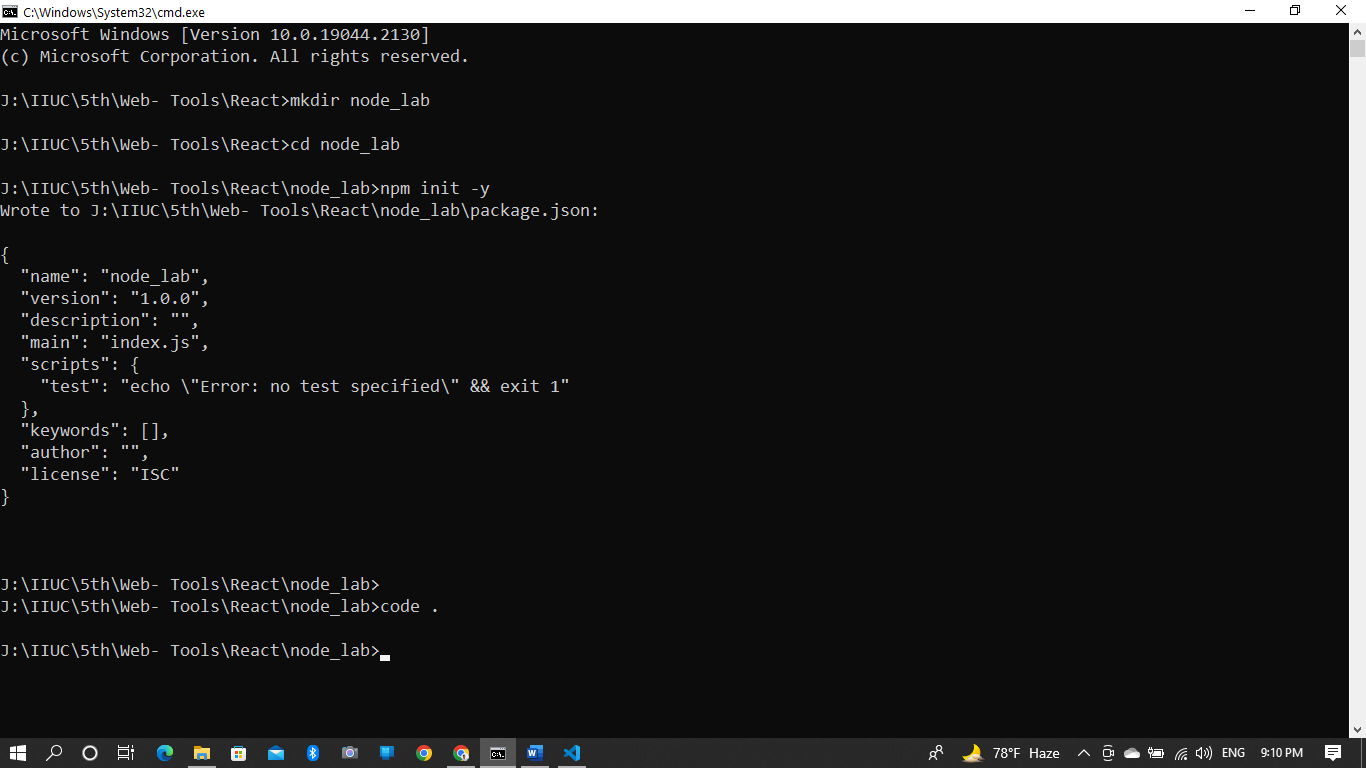 C:\Windows\System32\cmd.exe
Microsoft Windows [Version 10.0.19044.2130]
(c) Microsoft Corporation. All rights reserved.
J:\IIUC\5th\Web- Tools\React>mkdir node_lab
J:\IIUC\5th\Web- Tools\React>cd node_lab
J:\IIUC\5th\Web- Tools\React\node_lab>npm init -y
Wrote to J:\IIUC\5th\Web- Tools\React\node_lab\package.json:
{
  "name": "node_lab",
  "version": "1.0.0",
  "description": "",
  "main": "index.js",
  "scripts": {
    "test": "echo \"Error: no test specified\" && exit 1"
  },
  "keywords": [],
  "author": "",
  "license": "ISC"
}
J:\IIUC\5th\Web- Tools\React\node_lab>
J:\IIUC\5th\Web- Tools\React\node_lab>code .
J:\IIUC\5th\Web- Tools\React\node_lab>
78°F Haze ENG 9:10 PM